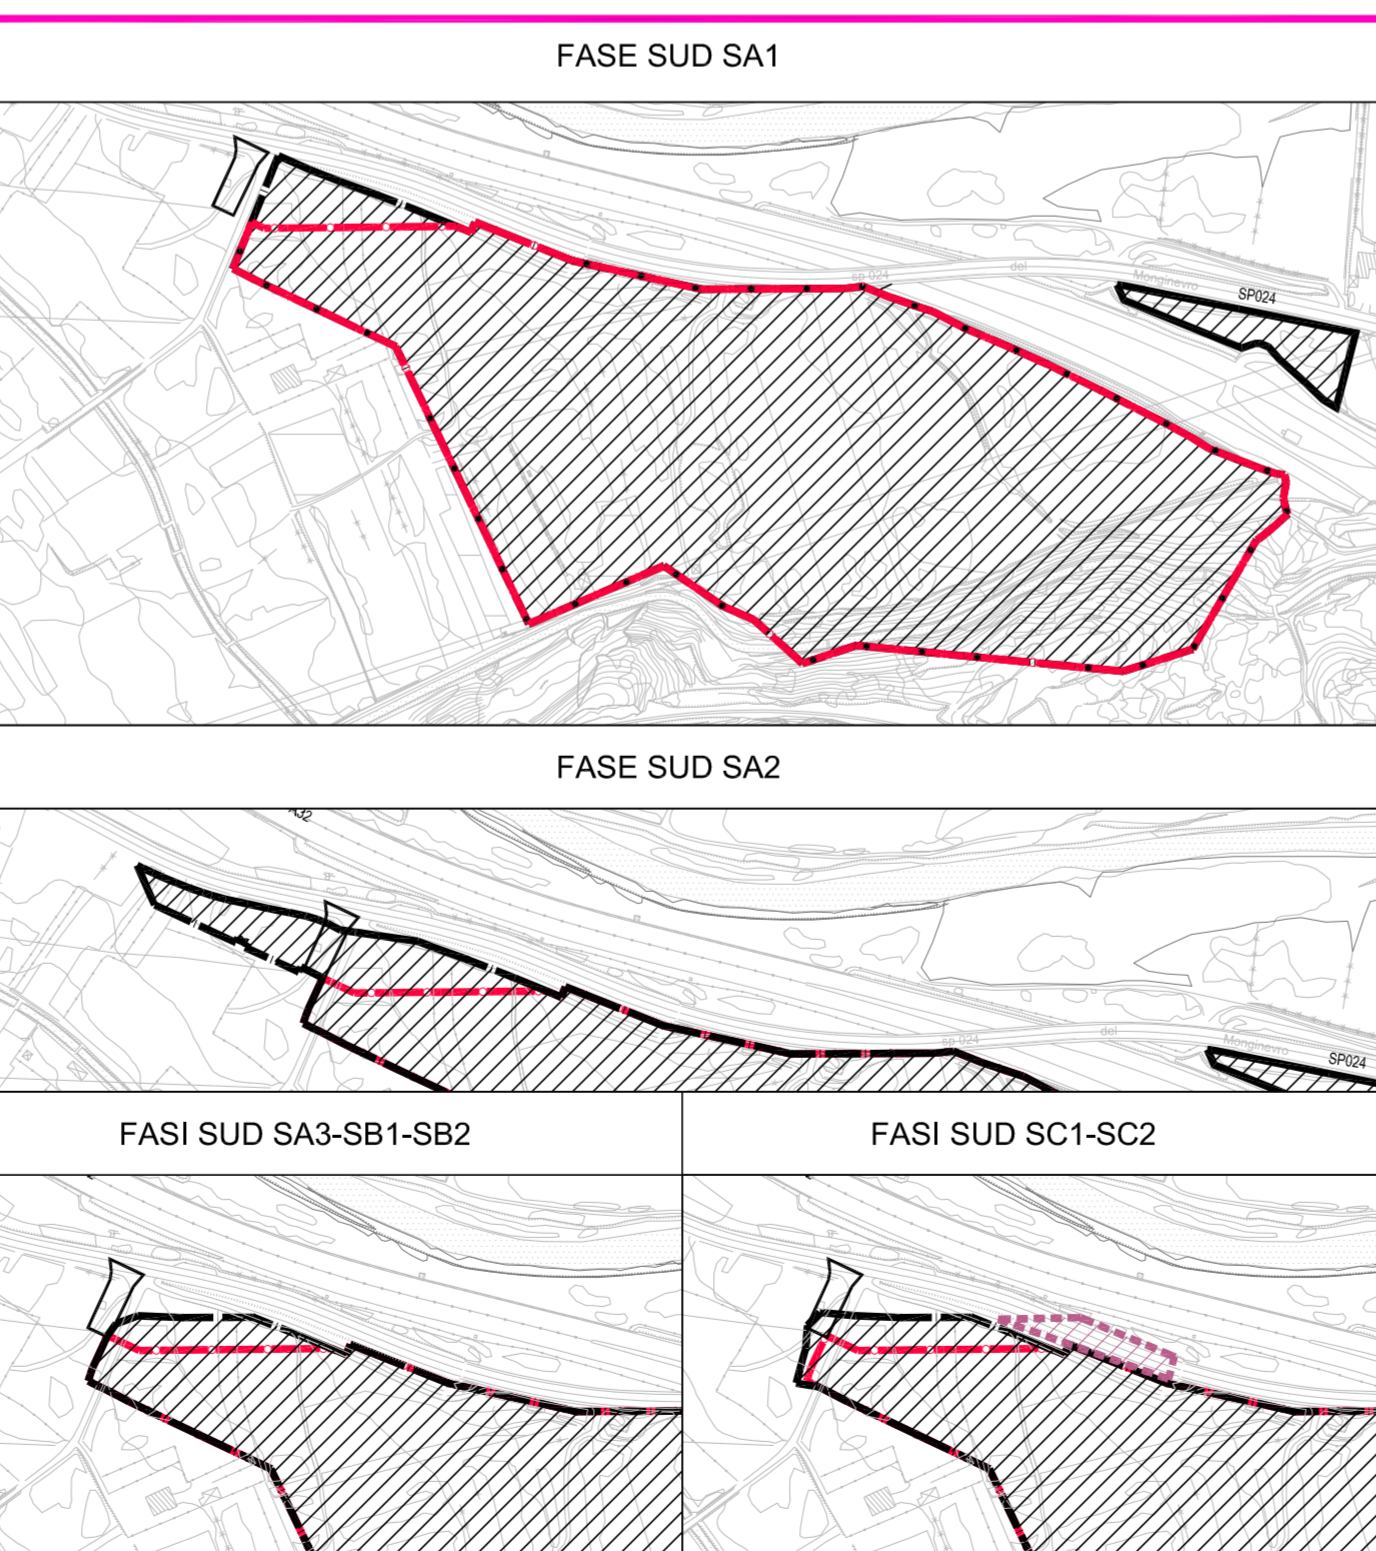 FASE SUD SA1
sp 024
del
Monginevro
SP024
FASE SUD SA2
A32
sp 024
del
Monginevro
SP024
FASI SUD SA3-SB1-SB2
FASI SUD SC1-SC2